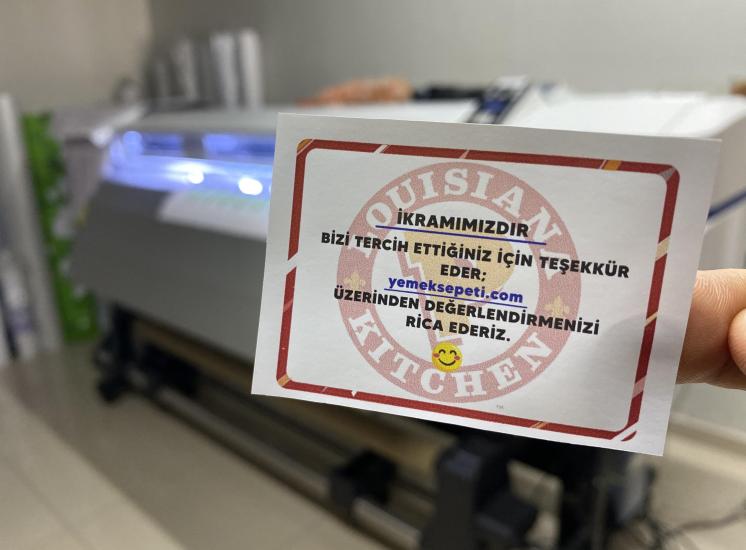 LOUISIAN
İKRAMIMIZDIR
BİZİ TERCİH ETTİĞİNİZ İÇİN TEŞEKKÜR
EDER;
yemeksepeti.com
ÜZERİNDEN DEĞERLENDİRMENİZİ
RİCA EDERİZ.
KITCHEN
TM